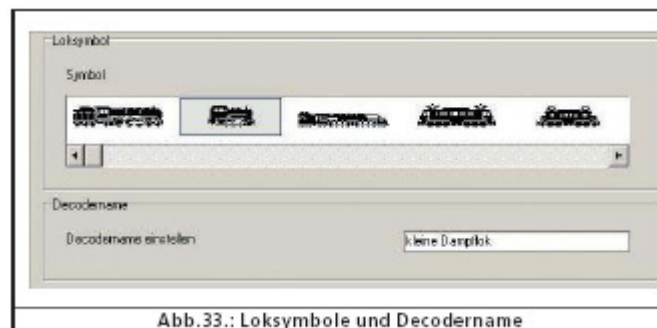 Loksymbol
Symbol
Decodername
Decodername einstellen
kleine Dampflok
Abb.33.: Loksymbole und Decodername